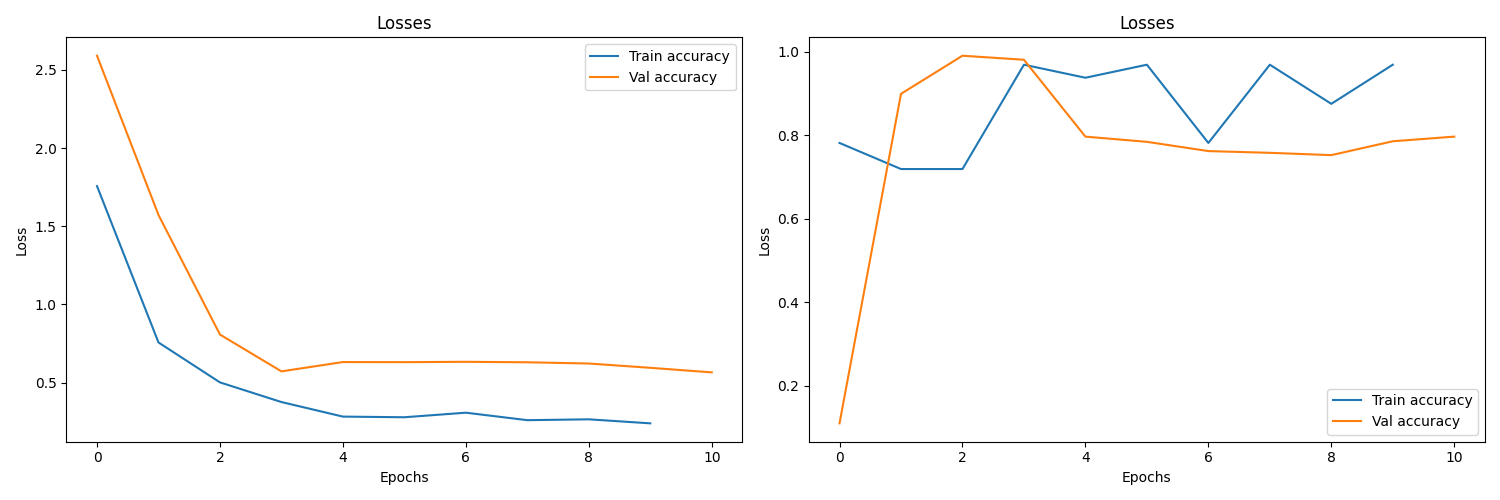 Losses
Train accuracy
Val accuracy
2.5
2.0
1.5
1.0
0.5
Loss
0 2 4 6 8 10
Epochs
Losses
1.0
0.8
0.6
0.4
0.2
Loss
Train accuracy
Val accuracy
0 2 4 6 8 10
Epochs